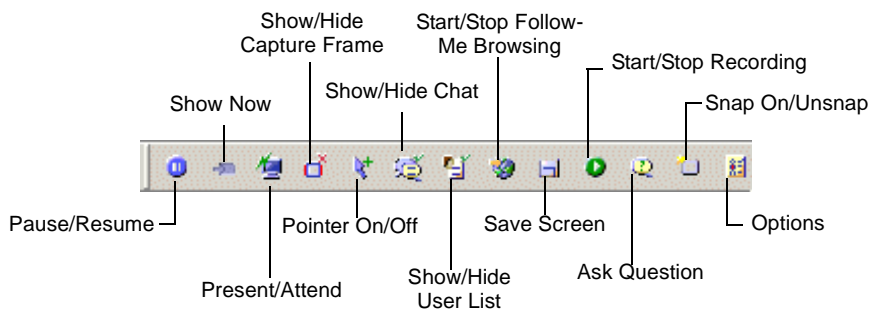 Show/Hide
Capture Frame
Start/Stop Follow-
Me Browsing
Start/Stop Recording
Show/Hide Chat
Show Now
Snap On/Unsnap
Pause/Resume
Pointer On/Off
Save Screen
Options
Present/Attend
Show/Hide
User List
Ask Question